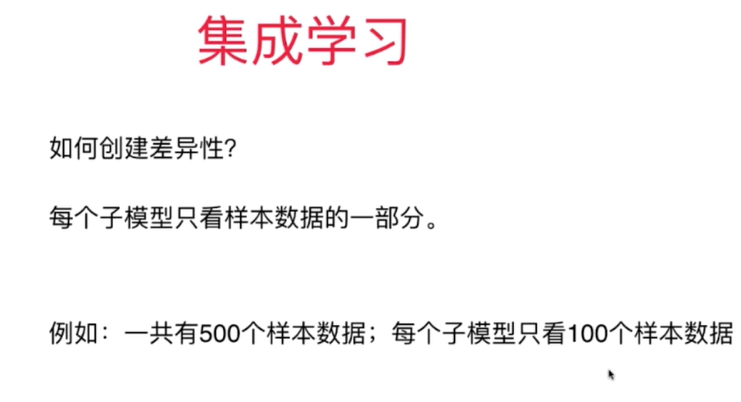 集成学习
如何创建差异性？
每个子模型只看样本数据的一部分。
例如：一共有500个样本数据；每个子模型只看100个样本数据